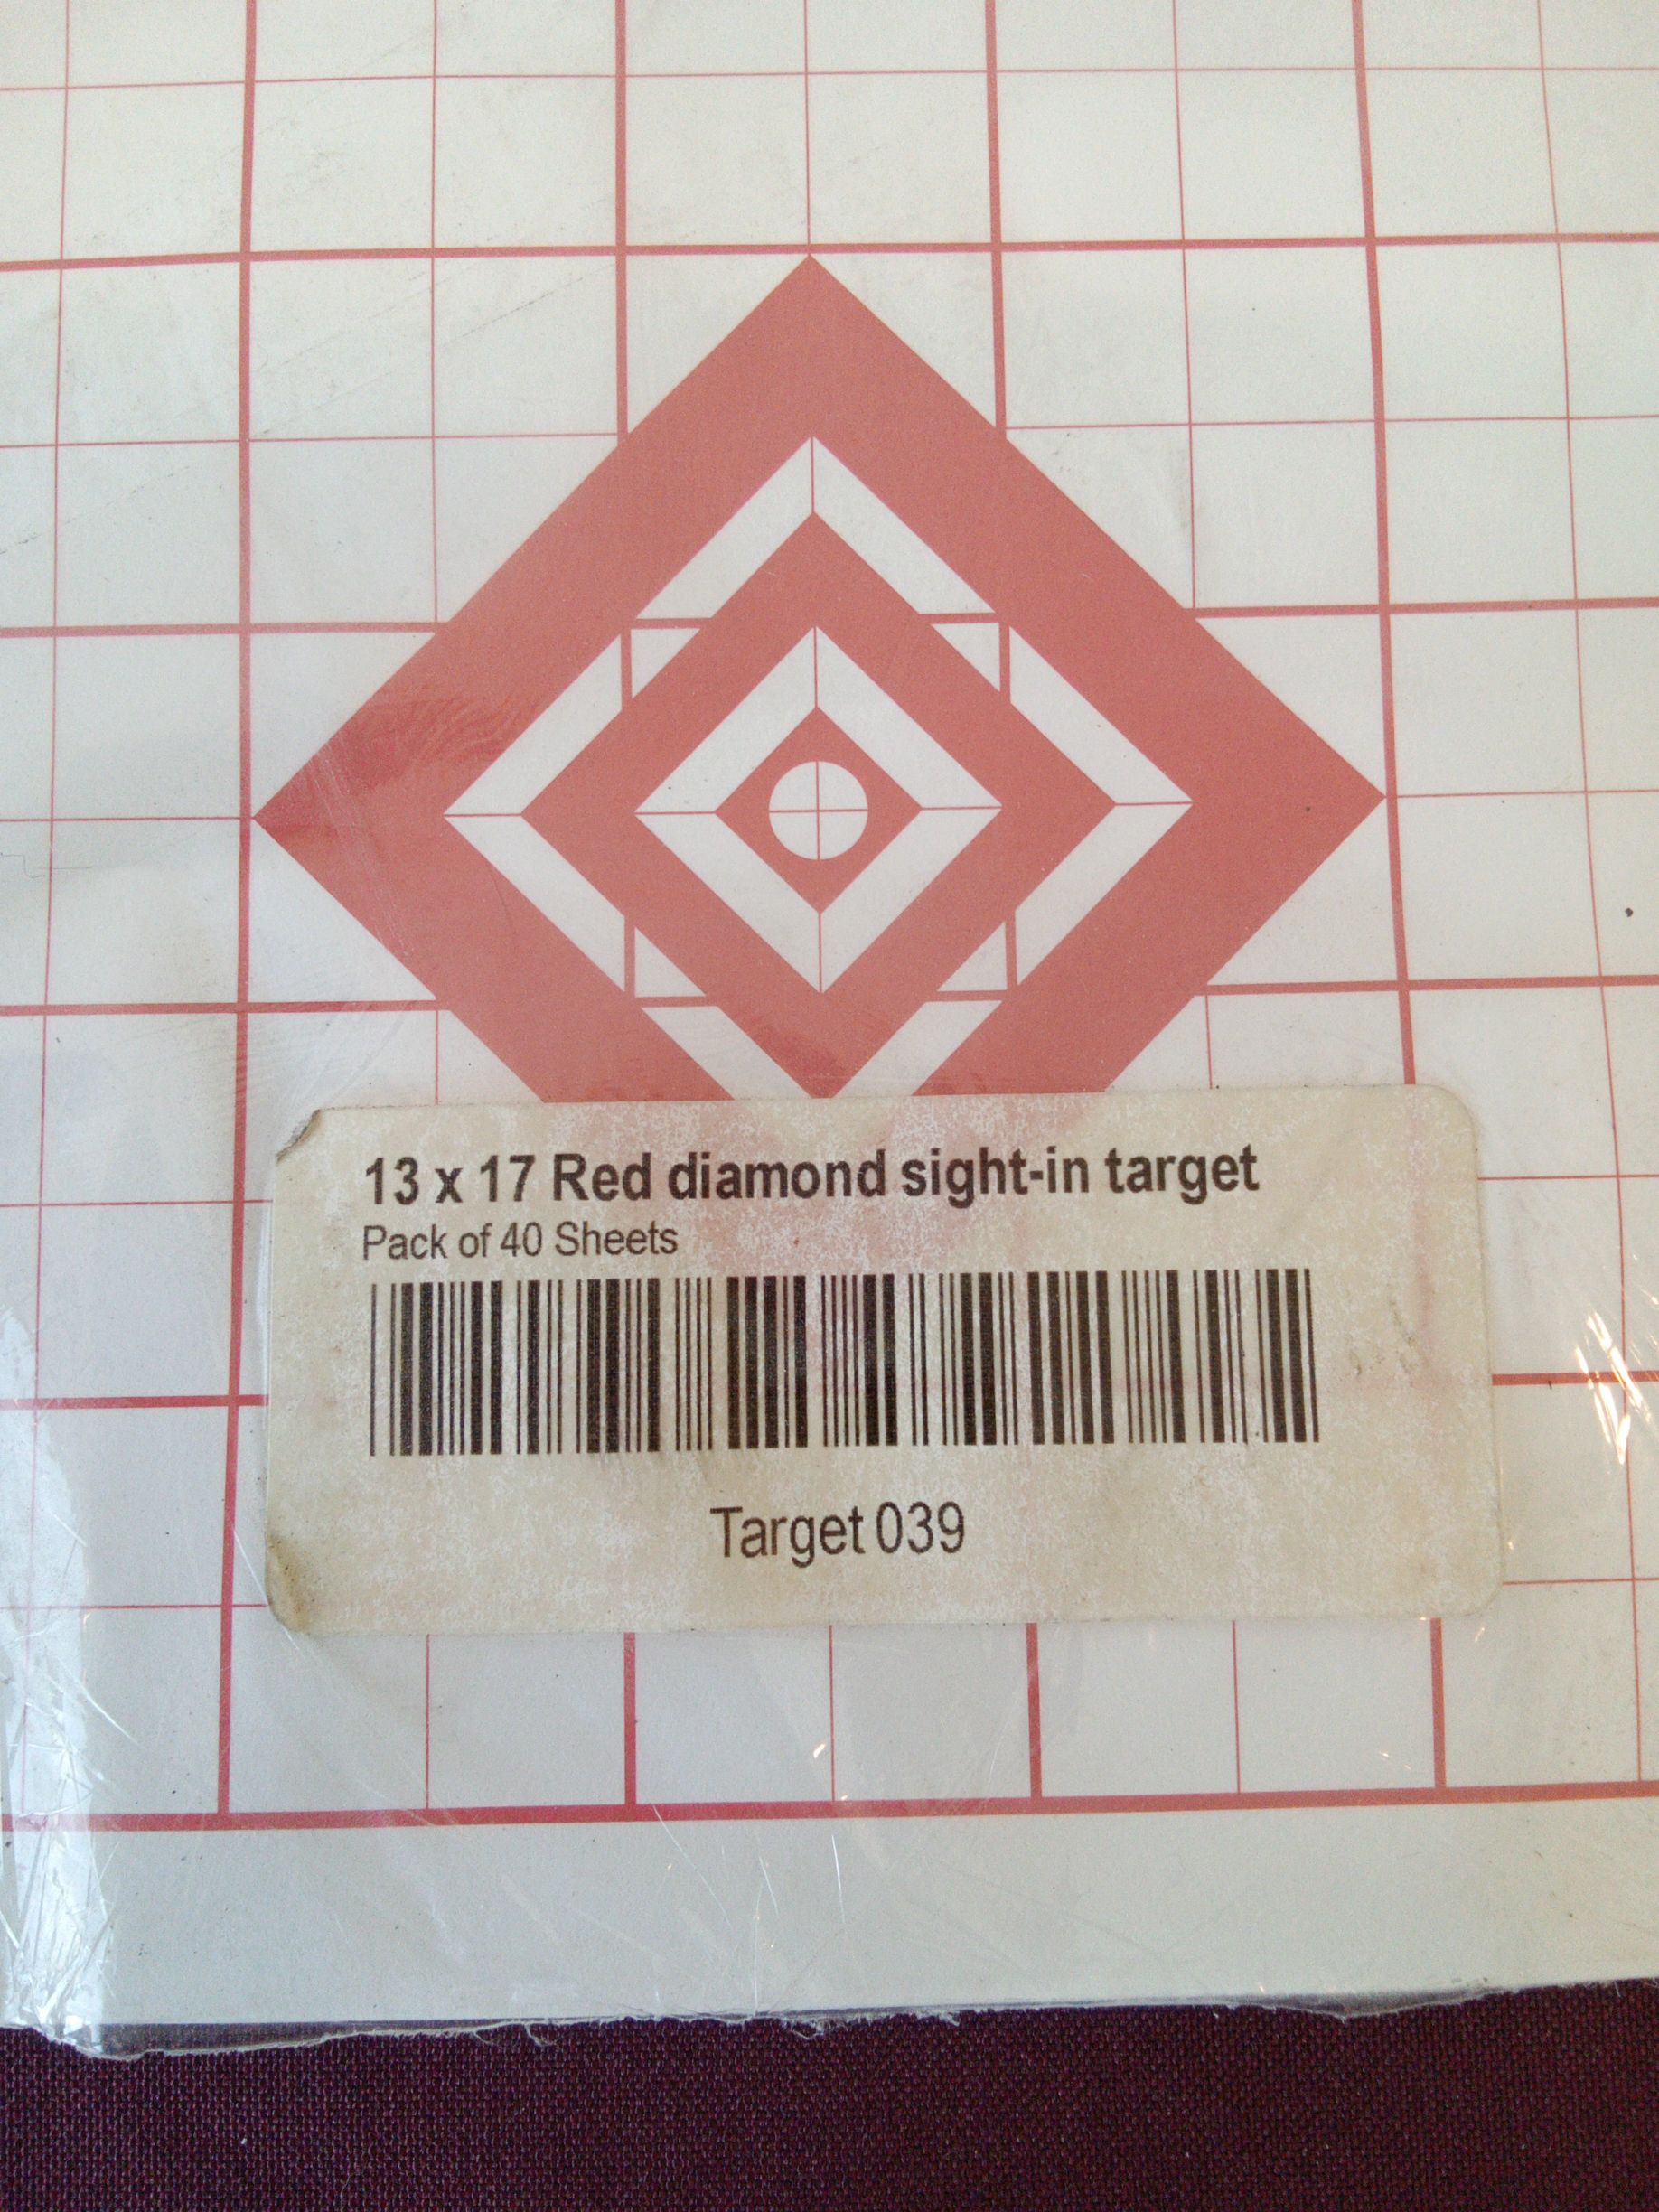 13 x 17 Red diamond sight-in target
Pack of 40 Sheets
Target 039